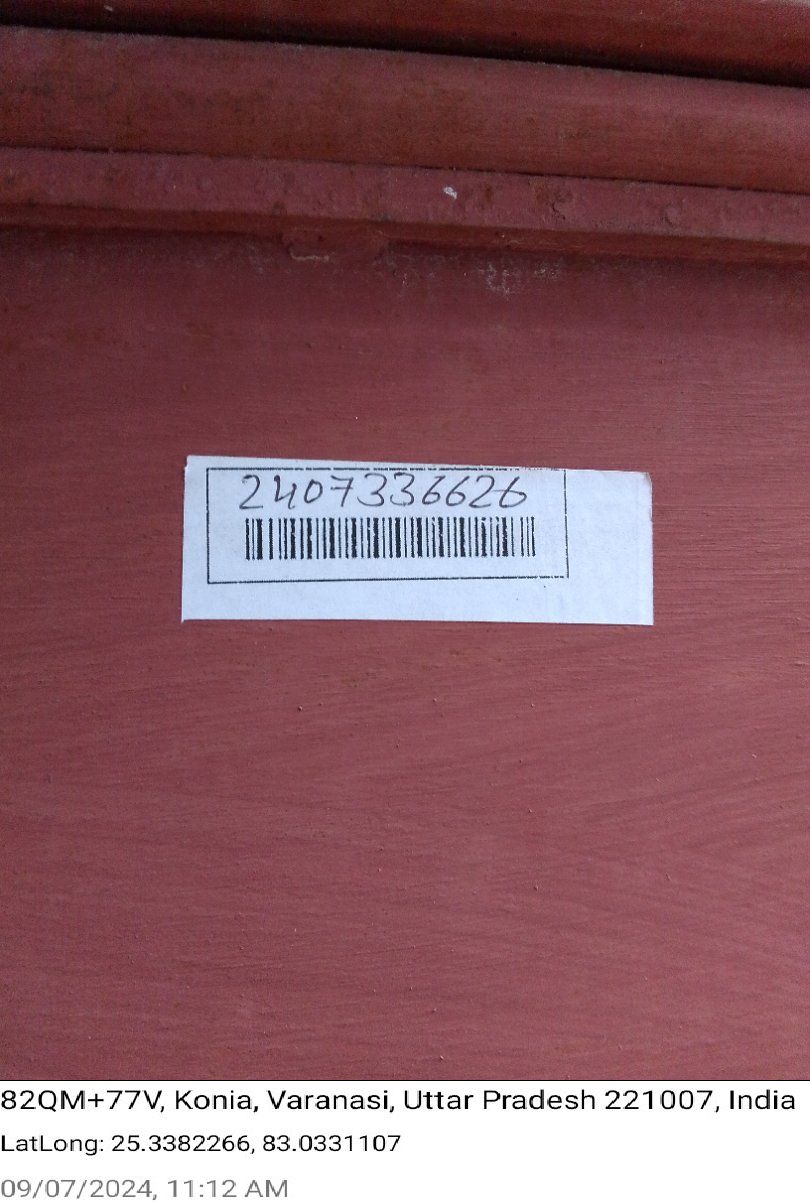 2407336626
82QM+77V, Konia, Varanasi, Uttar Pradesh 221007, India
LatLong: 25.3382266, 83.0331107
09/07/2024, 11:12 AM